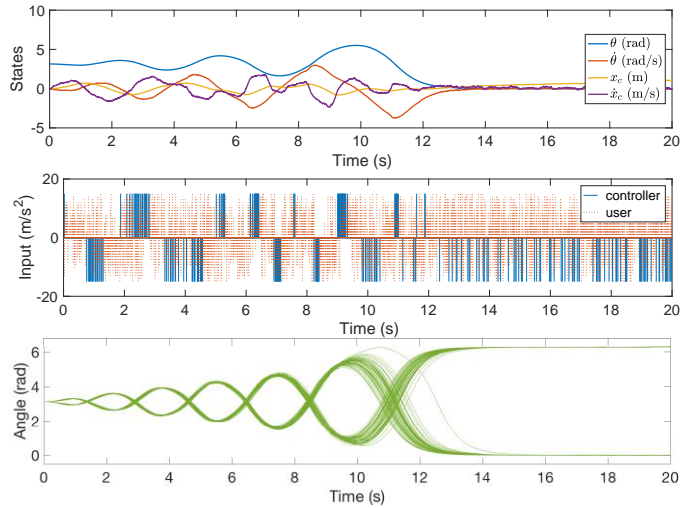 10
5
0
-5
States
θ (rad)
θ̇ (rad/s)
x_c (m)
ẋ_c (m/s)
0 2 4 6 8 10 12 14 16 18 20
Time (s)
20
0
-20
Input (m/s²)
controller
user
0 2 4 6 8 10 12 14 16 18 20
Time (s)
6
4
2
0
Angle (rad)
0 2 4 6 8 10 12 14 16 18 20
Time (s)